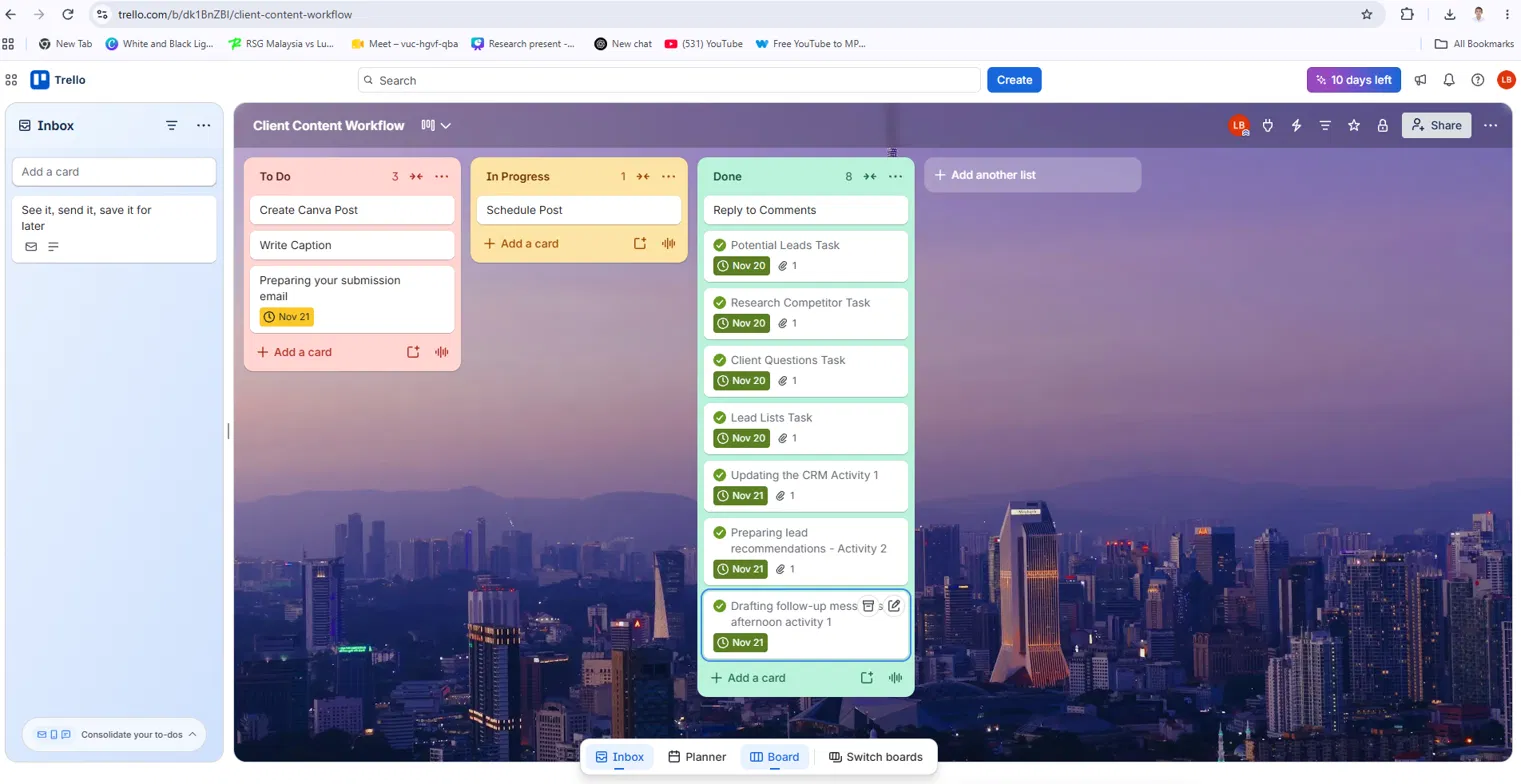 trello.com/b/dk1BnZBI/client-content-workflow
New Tab
White and Black Lig...
RSG Malaysia vs Lu...
Meet – vuc-hgvf-qba
Research present -...
New chat
(531) YouTube
Free YouTube to MP...
All Bookmarks
Trello
Search
Create
10 days left
LB
Inbox
Add a card
See it, send it, save it for
later
Consolidate your to-dos
Client Content Workflow
LB
Share
To Do
3
Create Canva Post
Write Caption
Preparing your submission
email
Nov 21
Add a card
In Progress
1
Schedule Post
Add a card
Done
8
Reply to Comments
Potential Leads Task
Nov 20
1
Research Competitor Task
Nov 20
1
Client Questions Task
Nov 20
1
Lead Lists Task
Nov 20
1
Updating the CRM Activity 1
Nov 21
1
Preparing lead
recommendations - Activity 2
Nov 21
1
Drafting follow-up mess s
afternoon activity 1
Nov 21
Add a card
Add another list
Inbox
Planner
Board
Switch boards